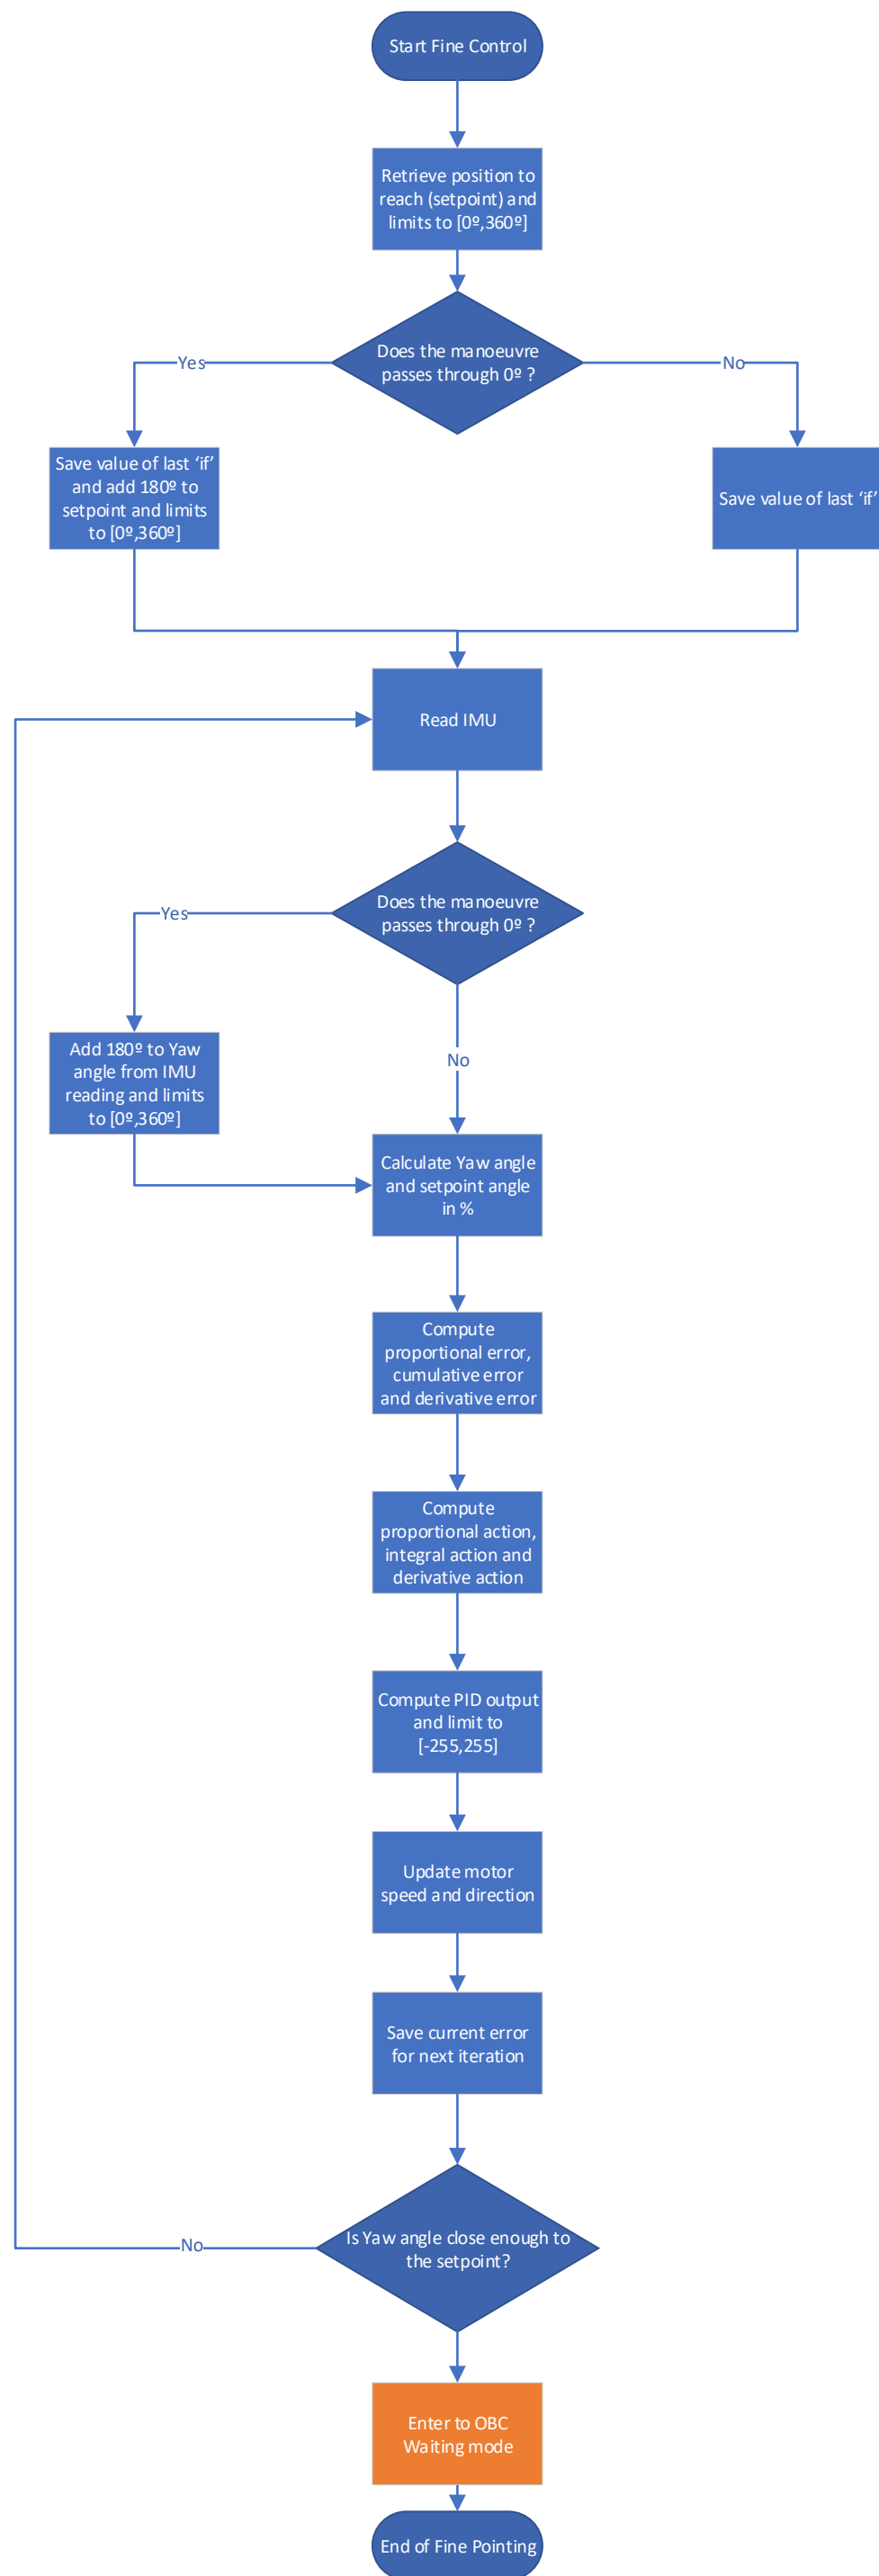 Start Fine Control
Retrieve position to
reach (setpoint) and
limits to [0º,360º]
Does the manoeuvre
passes through 0º ?
Yes
No
Save value of last ‘if’
and add 180º to
setpoint and limits
to [0º,360º]
Save value of last ‘if’
Read IMU
Does the manoeuvre
passes through 0º ?
Yes
No
Add 180º to Yaw
angle from IMU
reading and limits
to [0º,360º]
Calculate Yaw angle
and setpoint angle
in %
Compute
proportional error,
cumulative error
and derivative error
Compute
proportional action,
integral action and
derivative action
Compute PID output
and limit to
[-255,255]
Update motor
speed and direction
Save current error
for next iteration
Is Yaw angle close enough to
the setpoint?
No
Enter to OBC
Waiting mode
End of Fine Pointing